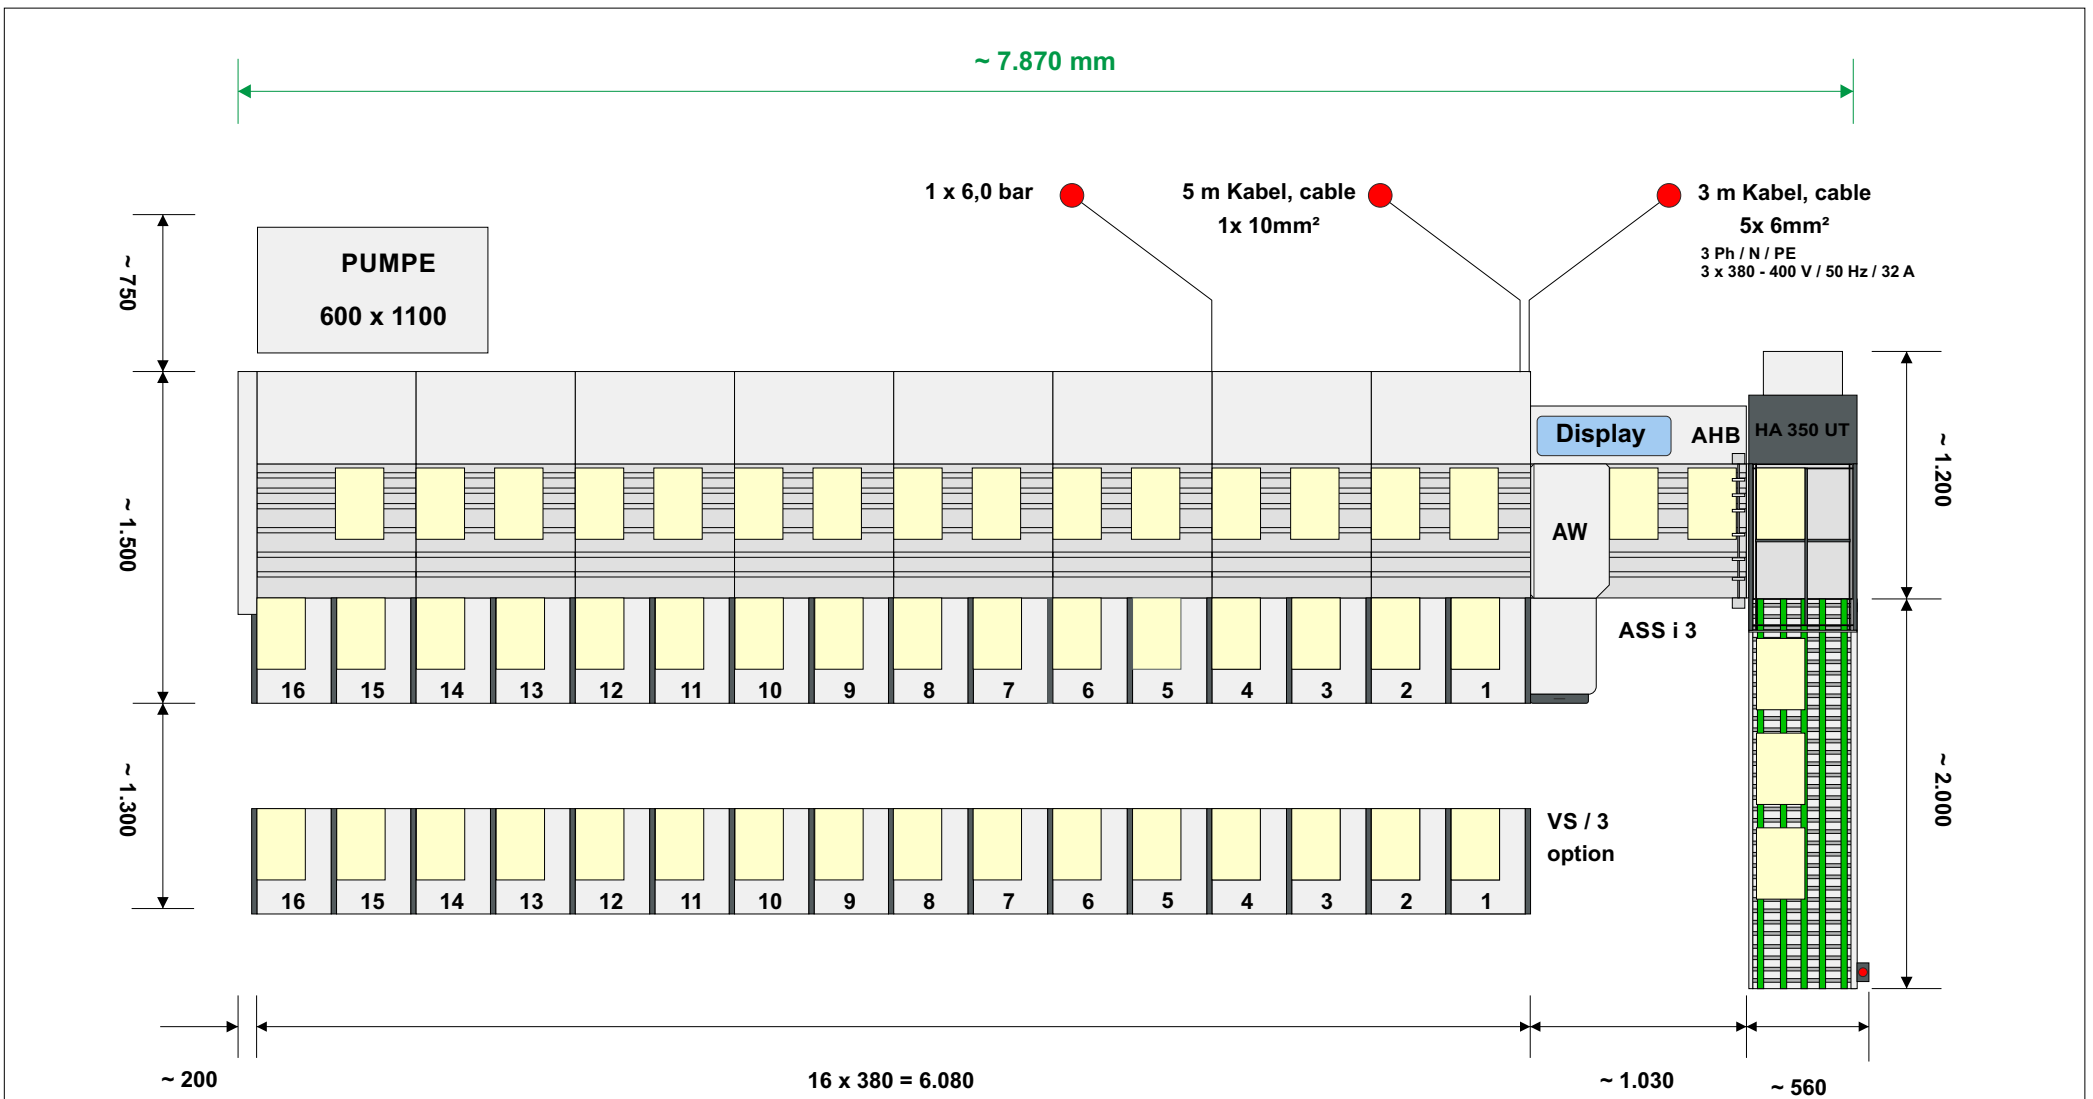 ~ 7.870 mm
1 x 6,0 bar
5 m Kabel, cable
1x 10mm²
3 m Kabel, cable
5x 6mm²
3 Ph / N / PE
3 x 380 - 400 V / 50 Hz / 32 A
~ 750
PUMPE
600 x 1100
~ 1.500
Display
AHB
HA 350 UT
~ 1.200
AW
ASS i 3
16 15 14 13 12 11 10 9 8 7 6 5 4 3 2 1
~ 1.300
~ 2.000
VS / 3
option
16 15 14 13 12 11 10 9 8 7 6 5 4 3 2 1
~ 200
16 x 380 = 6.080
~ 1.030
~ 560